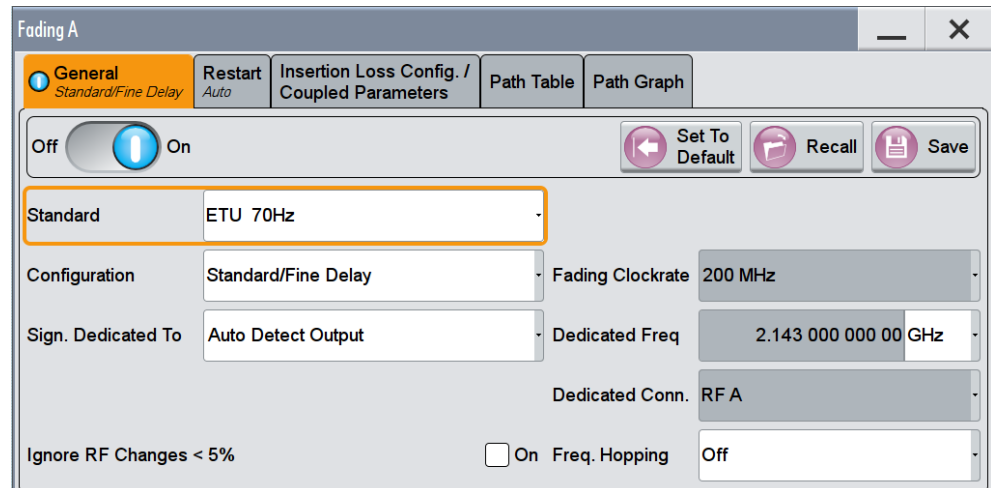 Fading A
General
Standard/Fine Delay
Restart
Auto
Insertion Loss Config. /
Coupled Parameters
Path Table
Path Graph
Off
On
Set To
Default
Recall
Save
Standard
ETU 70Hz
Configuration
Standard/Fine Delay
Fading Clockrate
200 MHz
Sign. Dedicated To
Auto Detect Output
Dedicated Freq
2.143 000 000 00 GHz
Dedicated Conn.
RF A
Ignore RF Changes < 5%
On
Freq. Hopping
Off